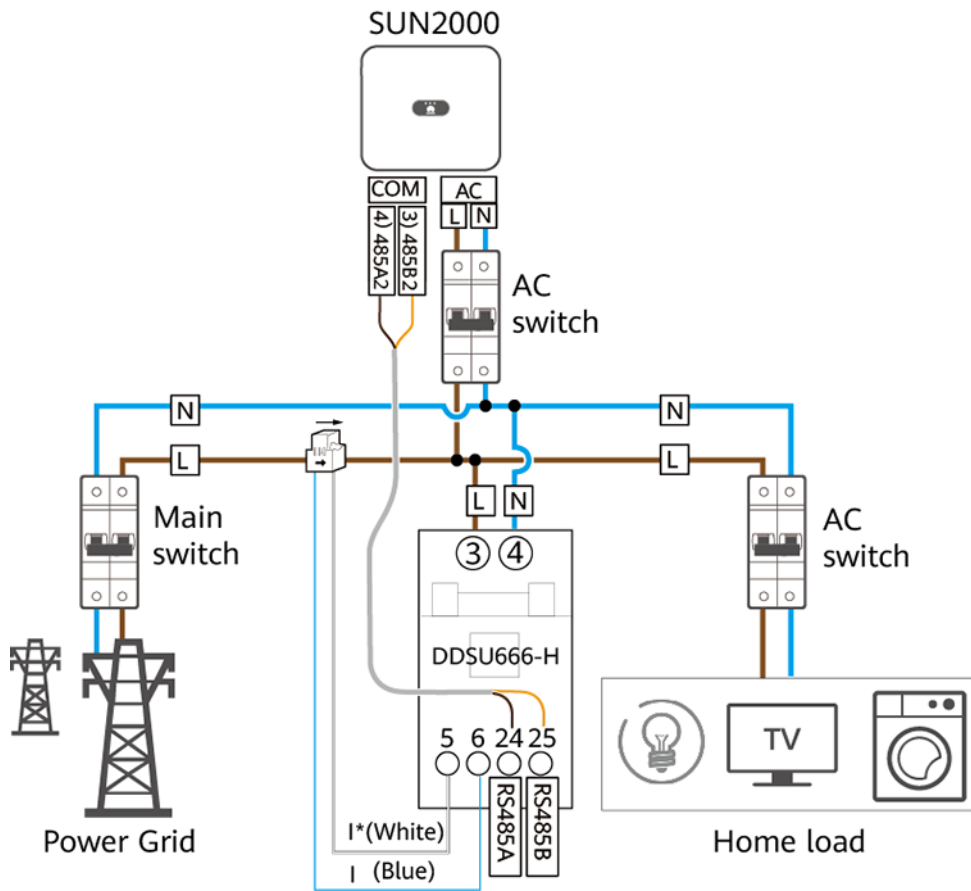 SUN2000
COM
AC
L
N
4) 485A2
3) 485B2
AC
switch
N
N
L
L
Main
switch
L
N
AC
switch
3
4
DDSU666-H
5
6
24
25
TV
RS485A
RS485B
I*(White)
I (Blue)
Power Grid
Home load